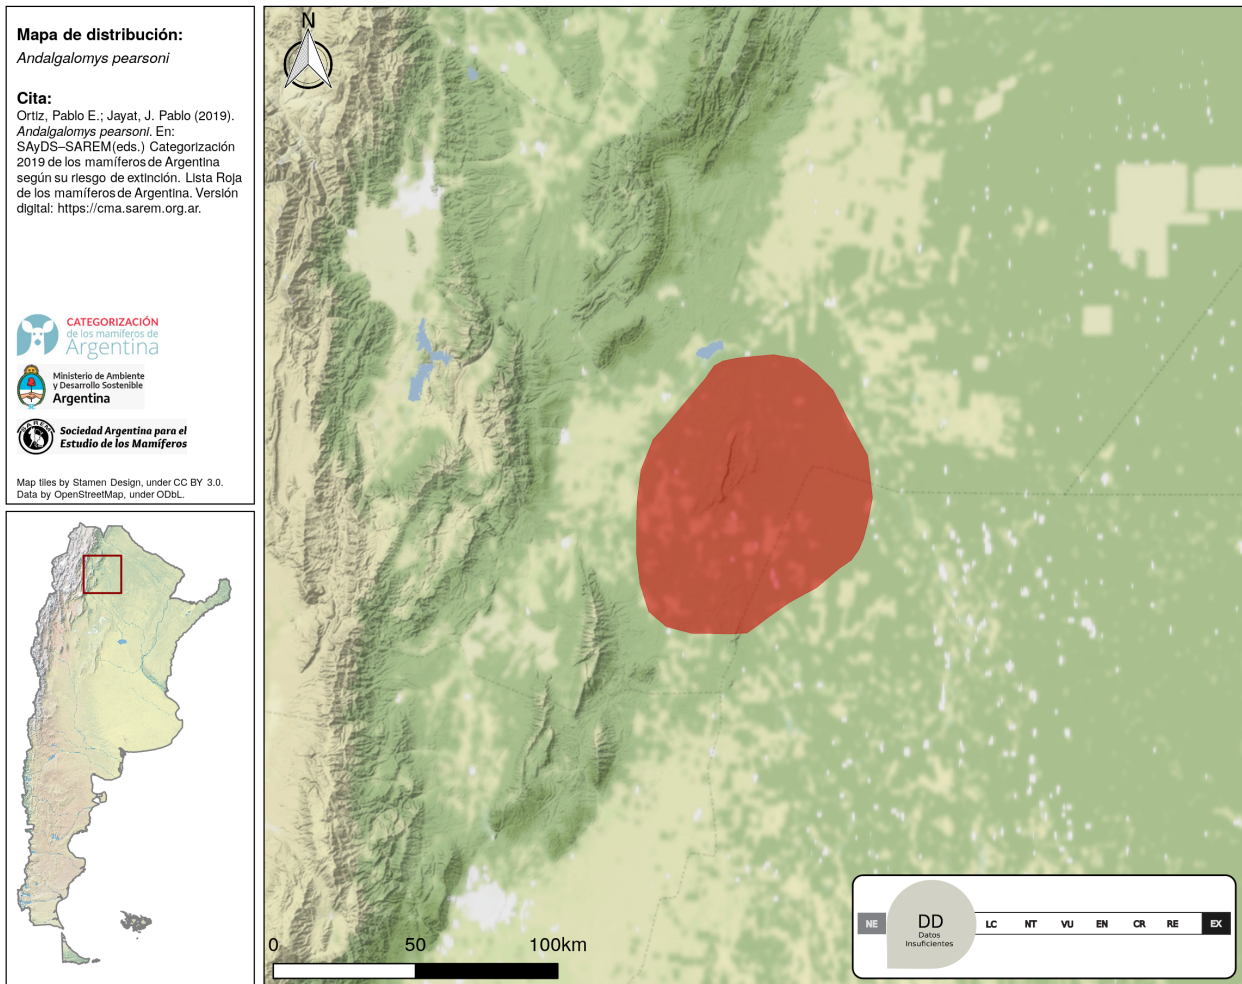 Mapa de distribución:
Andalgalomys pearsoni
Cita:
Ortiz, Pablo E.; Jayat, J. Pablo (2019).
Andalgalomys pearsoni. En:
SAyDS–SAREM(eds.) Categorización
2019 de los mamíferos de Argentina
según su riesgo de extinción. Lista Roja
de los mamíferos de Argentina. Versión
digital: https://cma.sarem.org.ar.
CATEGORIZACIÓN
de los mamíferos de
Argentina
Ministerio de Ambiente
y Desarrollo Sostenible
Argentina
SAREM
Sociedad Argentina para el
Estudio de los Mamíferos
Map tiles by Stamen Design, under CC BY 3.0.
Data by OpenStreetMap, under ODbL.
N
0 50 100km
NE DD LC NT VU EN CR RE EX
Datos
Insuficientes